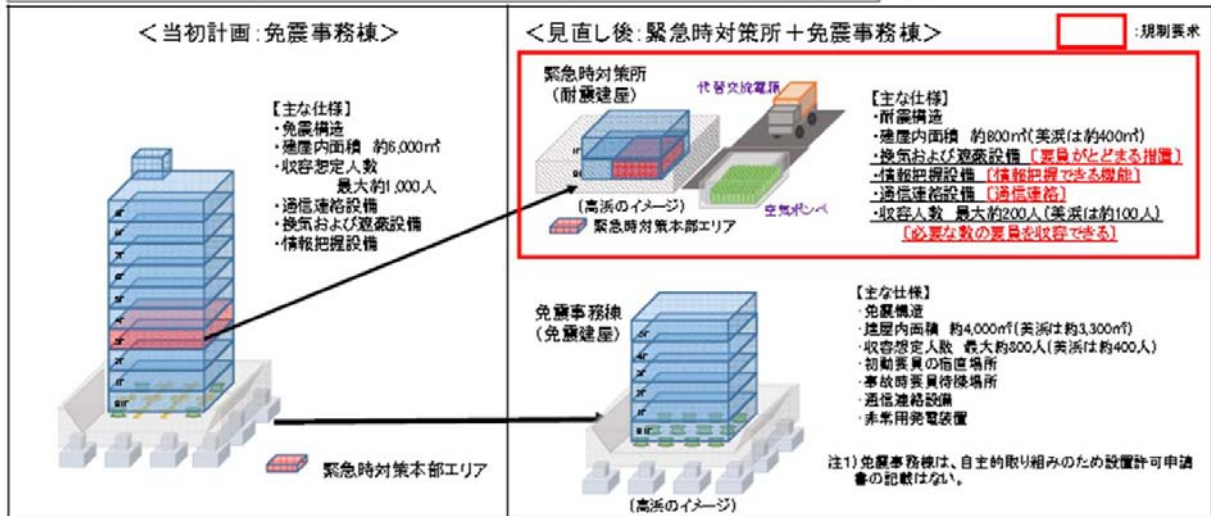 ＜当初計画:免震事務棟＞
【主な仕様】
・免震構造
・建屋内面積 約6,000㎡
・収容想定人数
最大約1,000人
・通信連絡設備
・換気および遮蔽設備
・情報把握設備
緊急時対策本部エリア
＜見直し後:緊急時対策所＋免震事務棟＞
:規制要求
緊急時対策所
(耐震建屋)
代替交流電源
空気ボンベ
(高浜のイメージ)
緊急時対策本部エリア
【主な仕様】
・耐震構造
・建屋内面積 約800㎡(美浜は約400㎡)
・換気および遮蔽設備 [要員がとどまる措置]
・情報把握設備 [情報把握できる機能]
・通信連絡設備 [通信連絡]
・収容人数 最大約200人(美浜は約100人)
[必要な数の要員を収容できる]
免震事務棟
(免震建屋)
(高浜のイメージ)
【主な仕様】
・免震構造
・建屋内面積 約4,000㎡(美浜は約3,300㎡)
・収容想定人数 最大約800人(美浜は約400人)
・初動要員の宿直場所
・事故時要員待機場所
・通信連絡設備
・非常用発電装置
注1)免震事務棟は、自主的取り組みのため設置許可申請
書の記載はない。